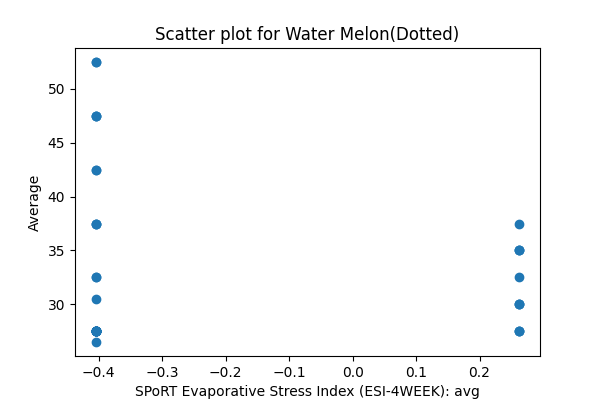 Scatter plot for Water Melon(Dotted)
50
45
40
35
30
Average
−0.4 −0.3 −0.2 −0.1 0.0 0.1 0.2
SPoRT Evaporative Stress Index (ESI-4WEEK): avg